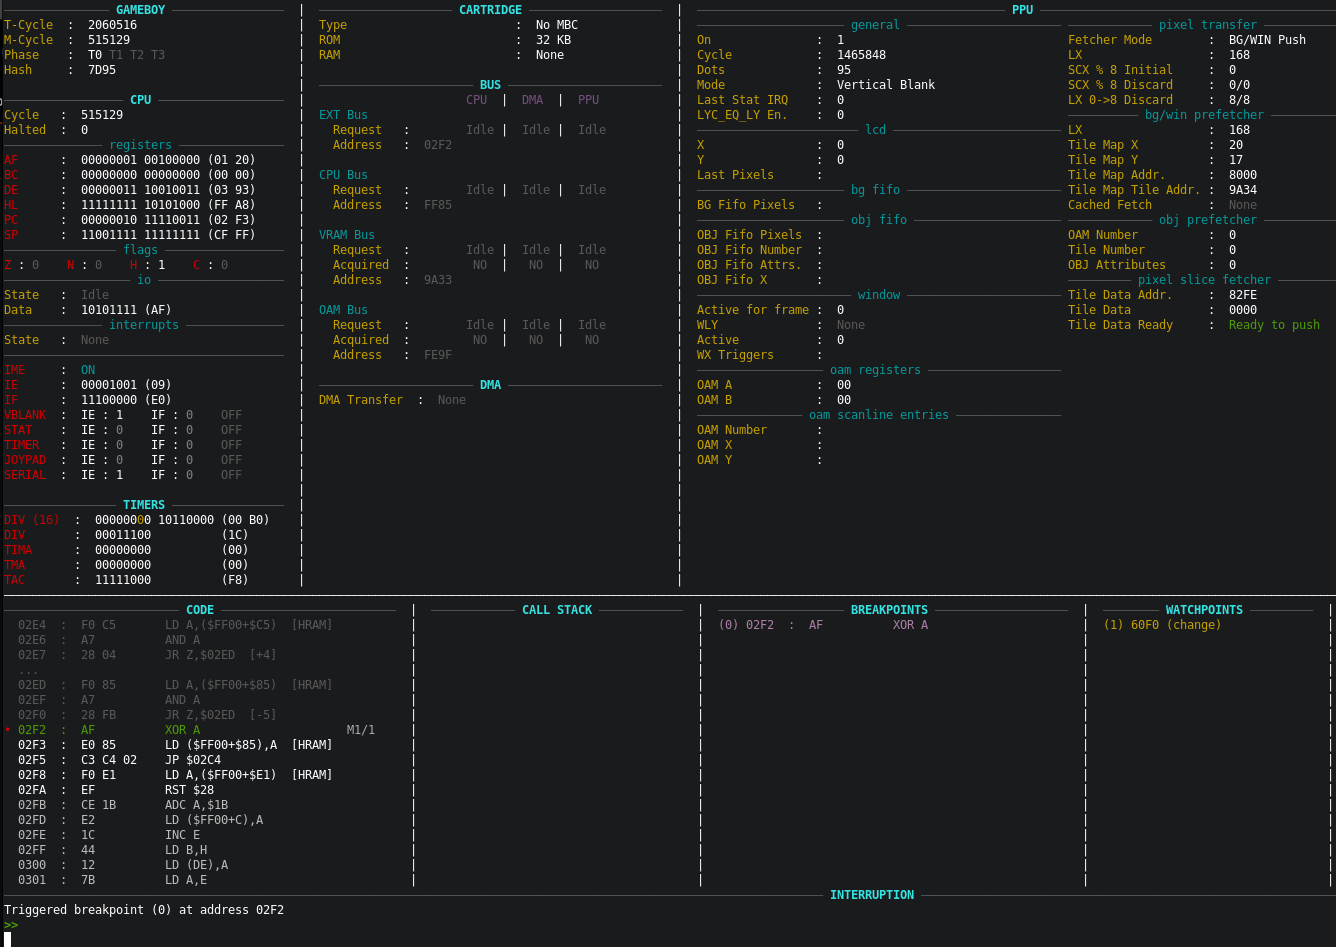 GAMEBOY
T-Cycle : 2060516
M-Cycle : 515129
Phase : T0 T1 T2 T3
Hash : 7D95
CPU
Cycle : 515129
Halted : 0
registers
AF : 00000001 00100000 (01 20)
BC : 00000000 00000000 (00 00)
DE : 00000011 10010011 (03 93)
HL : 11111111 10101000 (FF A8)
PC : 00000010 11110011 (02 F3)
SP : 11001111 11111111 (CF FF)
flags
Z : 0 N : 0 H : 1 C : 0
io
State : Idle
Data : 10101111 (AF)
interrupts
State : None
IME : ON
IE : 00001001 (09)
IF : 11100000 (E0)
VBLANK : IE : 1 IF : 0 OFF
STAT : IE : 0 IF : 0 OFF
TIMER : IE : 0 IF : 0 OFF
JOYPAD : IE : 0 IF : 0 OFF
SERIAL : IE : 1 IF : 0 OFF
TIMERS
DIV (16) : 00000000 10110000 (00 B0)
DIV : 00011100 (1C)
TIMA : 00000000 (00)
TMA : 00000000 (00)
TAC : 11111000 (F8)
CARTRIDGE
Type : No MBC
ROM : 32 KB
RAM : None
BUS
CPU | DMA | PPU
EXT Bus
Request : Idle | Idle | Idle
Address : 02F2
CPU Bus
Request : Idle | Idle | Idle
Address : FF85
VRAM Bus
Request : Idle | Idle | Idle
Acquired : NO | NO | NO
Address : 9A33
OAM Bus
Request : Idle | Idle | Idle
Acquired : NO | NO | NO
Address : FE9F
DMA
DMA Transfer : None
PPU
general
On : 1
Cycle : 1465848
Dots : 95
Mode : Vertical Blank
Last Stat IRQ : 0
LYC_EQ_LY En. : 0
lcd
X : 0
Y : 0
Last Pixels :
bg fifo
BG Fifo Pixels :
obj fifo
OBJ Fifo Pixels :
OBJ Fifo Number :
OBJ Fifo Attrs. :
OBJ Fifo X :
window
Active for frame : 0
WLY : None
Active : 0
WX Triggers :
oam registers
OAM A : 00
OAM B : 00
oam scanline entries
OAM Number :
OAM X :
OAM Y :
pixel transfer
Fetcher Mode : BG/WIN Push
LX : 168
SCX % 8 Initial : 0
SCX % 8 Discard : 0/0
LX 0->8 Discard : 8/8
bg/win prefetcher
LX : 168
Tile Map X : 20
Tile Map Y : 17
Tile Map Addr. : 8000
Tile Map Tile Addr. : 9A34
Cached Fetch : None
obj prefetcher
OAM Number : 0
Tile Number : 0
OBJ Attributes : 0
pixel slice fetcher
Tile Data Addr. : 82FE
Tile Data : 0000
Tile Data Ready : Ready to push
CODE
02E4 : F0 C5 LD A,($FF00+$C5) [HRAM]
02E6 : A7 AND A
02E7 : 28 04 JR Z,$02ED [+4]
...
02ED : F0 85 LD A,($FF00+$85) [HRAM]
02EF : A7 AND A
02F0 : 28 FB JR Z,$02ED [-5]
• 02F2 : AF XOR A M1/1
02F3 : E0 85 LD ($FF00+$85),A [HRAM]
02F5 : C3 C4 02 JP $02C4
02F8 : F0 E1 LD A,($FF00+$E1) [HRAM]
02FA : EF RST $28
02FB : CE 1B ADC A,$1B
02FD : E2 LD ($FF00+C),A
02FE : 1C INC E
02FF : 44 LD B,H
0300 : 12 LD (DE),A
0301 : 7B LD A,E
CALL STACK
BREAKPOINTS
(0) 02F2 : AF XOR A
WATCHPOINTS
(1) 60F0 (change)
INTERRUPTION
Triggered breakpoint (0) at address 02F2
>>